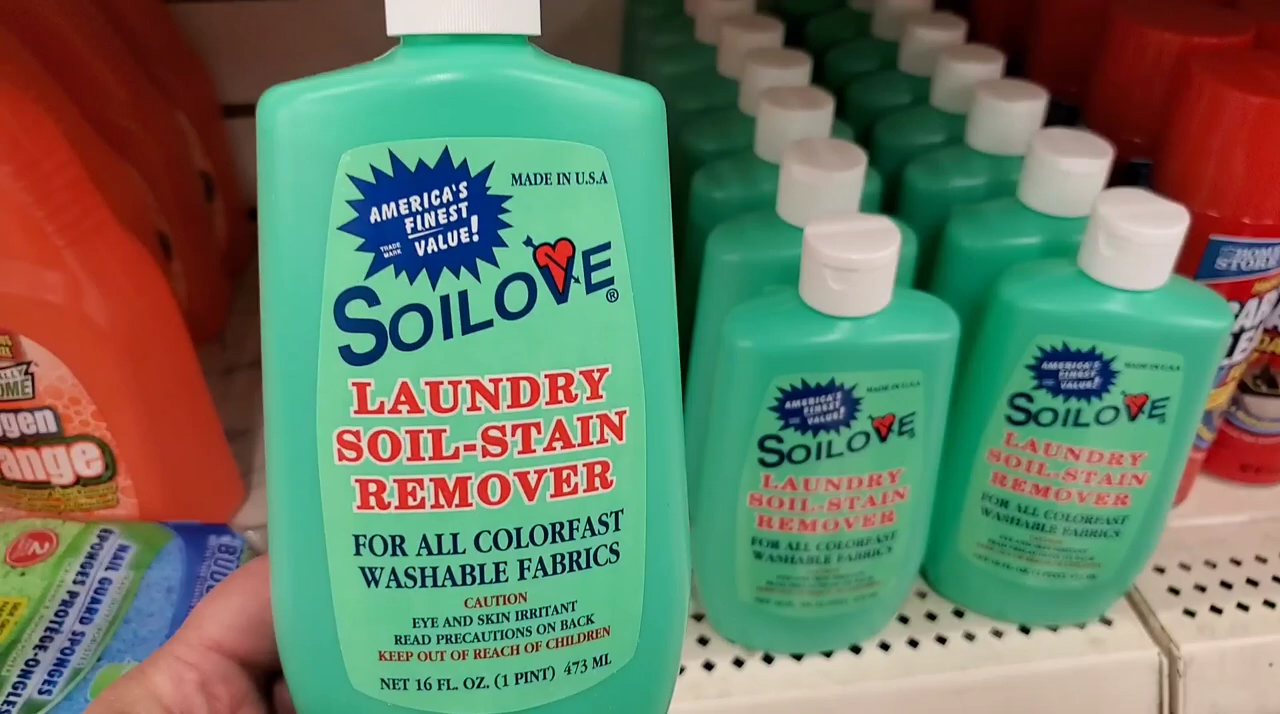 AMERICA'S
FINEST
VALUE!
TRADE
MARK
MADE IN U.S.A
SOILOVE®
LAUNDRY
SOIL-STAIN
REMOVER
FOR ALL COLORFAST
WASHABLE FABRICS
CAUTION
EYE AND SKIN IRRITANT
READ PRECAUTIONS ON BACK
KEEP OUT OF REACH OF CHILDREN
NET 16 FL. OZ. (1 PINT) 473 ML
AMERICA'S
FINEST
VALUE!
MADE IN U.S.A
SOILOVE
LAUNDRY
SOIL-STAIN
REMOVER
FOR ALL COLORFAST
WASHABLE FABRICS
AMERICA'S
FINEST
VALUE!
MADE IN U.S.A
SOILOVE
LAUNDRY
SOIL-STAIN
REMOVER
FOR ALL COLORFAST
WASHABLE FABRICS
2
NAIL GUARD SPONGES
HOME
STORE